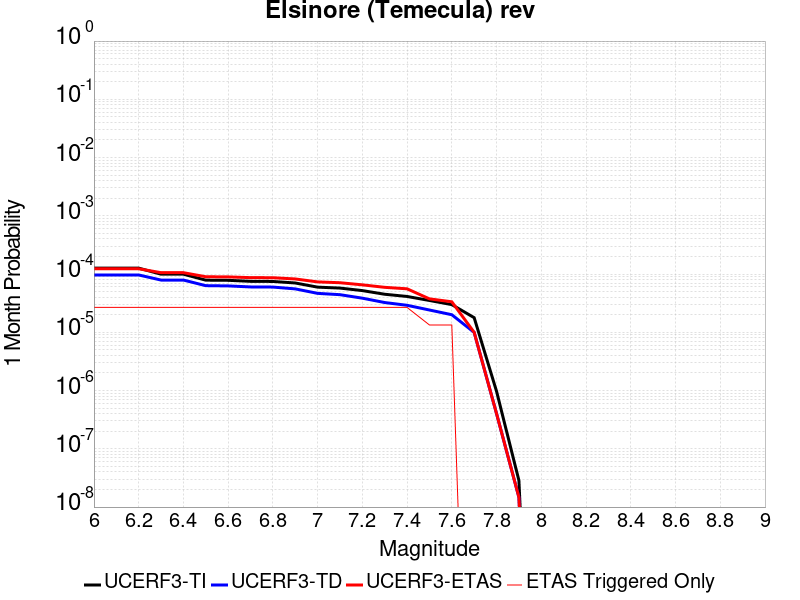 Elsinore (Temecula) rev
1 Month Probability
10^0
10^-1
10^-2
10^-3
10^-4
10^-5
10^-6
10^-7
10^-8
6 6.2 6.4 6.6 6.8 7 7.2 7.4 7.6 7.8 8 8.2 8.4 8.6 8.8 9
Magnitude
UCERF3-TI UCERF3-TD UCERF3-ETAS ETAS Triggered Only